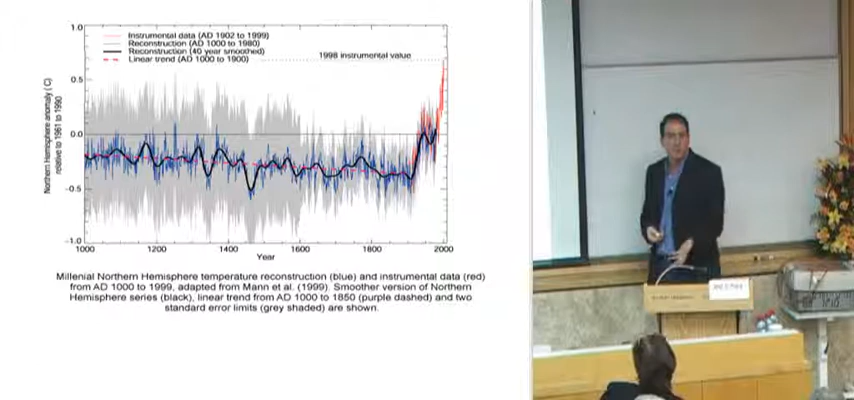 Instrumental data (AD 1902 to 1999)
Reconstruction (AD 1000 to 1980)
Reconstruction (40 year smoothed)
Linear trend (AD 1000 to 1900)
1998 instrumental value
Northern Hemisphere anomaly (C)
relative to 1961 to 1990
1.0
0.5
0.0
-0.5
-1.0
1000 1200 1400 1600 1800 2000
Year
Millenial Northern Hemisphere temperature reconstruction (blue) and instrumental data (red)
from AD 1000 to 1999, adapted from Mann et al. (1999). Smoother version of Northern
Hemisphere series (black), linear trend from AD 1000 to 1850 (purple dashed) and two
standard error limits (grey shaded) are shown.